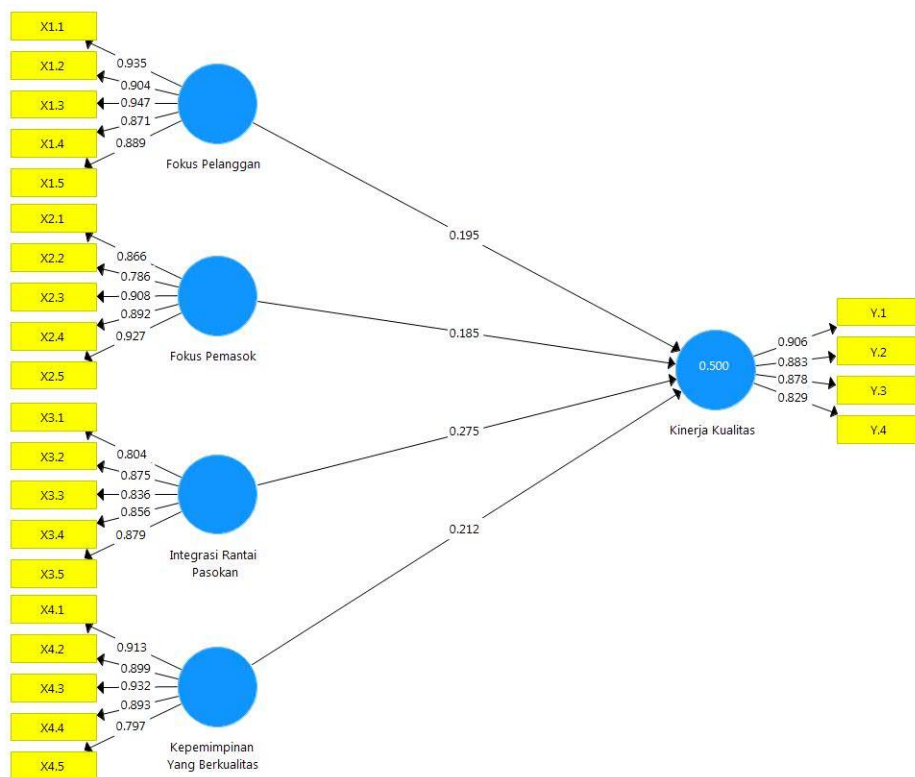 X1.1
X1.2
X1.3
X1.4
X1.5
0.935
0.904
0.947
0.871
0.889
Fokus Pelanggan
X2.1
X2.2
X2.3
X2.4
X2.5
0.866
0.786
0.908
0.892
0.927
Fokus Pemasok
X3.1
X3.2
X3.3
X3.4
X3.5
0.804
0.875
0.836
0.856
0.879
Integrasi Rantai
Pasokan
X4.1
X4.2
X4.3
X4.4
X4.5
0.913
0.899
0.932
0.893
0.797
Kepemimpinan
Yang Berkualitas
0.195
0.185
0.275
0.212
0.500
Kinerja Kualitas
0.906
0.883
0.878
0.829
Y.1
Y.2
Y.3
Y.4